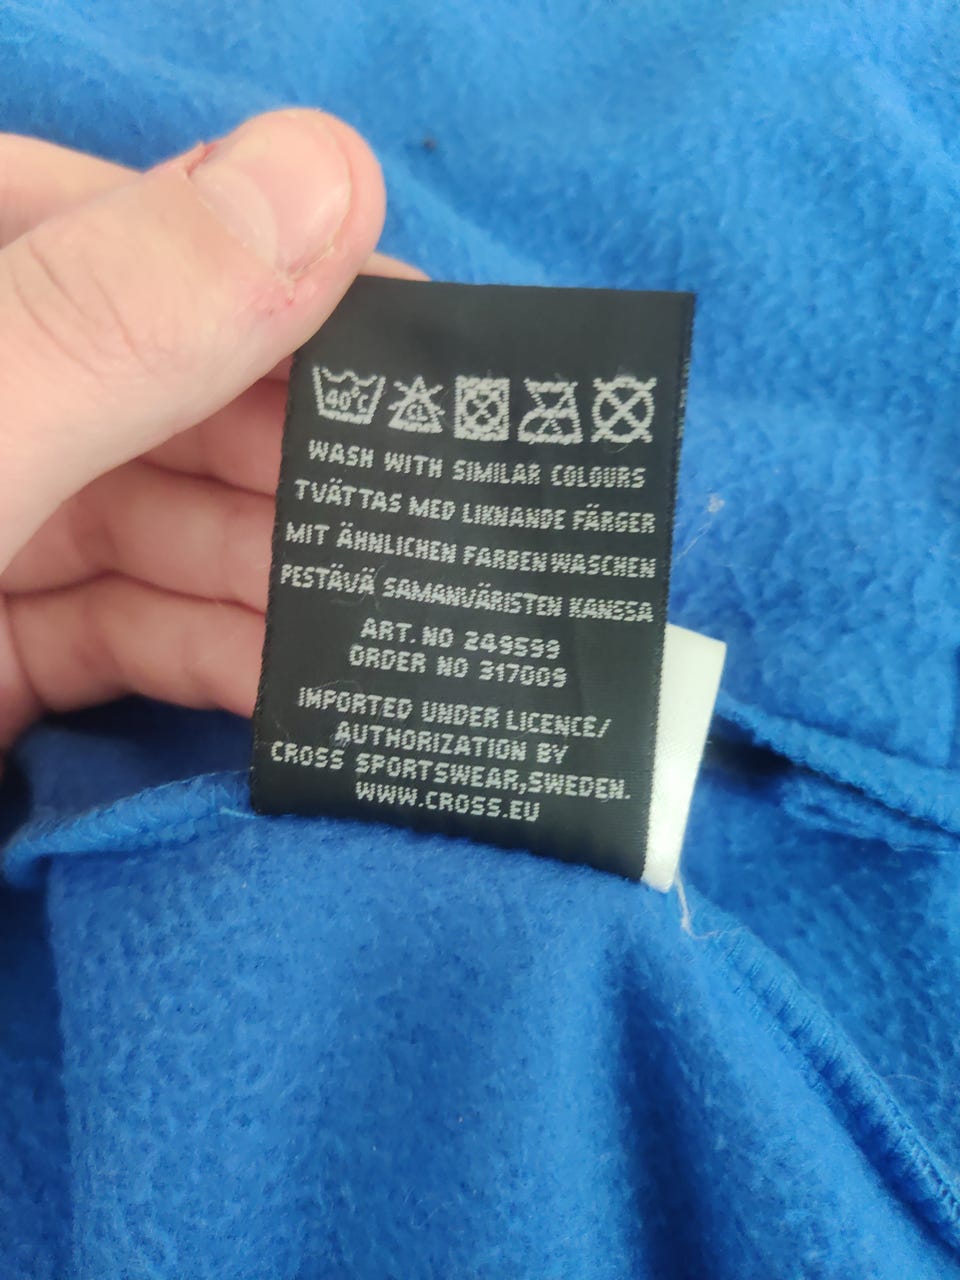 40°C CL
WASH WITH SIMILAR COLOURS
TVÄTTAS MED LIKNANDE FÄRGER
MIT ÄHNLICHEN FARBEN WASCHEN
PESTÄVÄ SAMANVÄRISTEN KANSSA
ART. NO 249599
ORDER NO 317009
IMPORTED UNDER LICENCE/
AUTHORIZATION BY
CROSS SPORTSWEAR,SWEDEN.
WWW.CROSS.EU